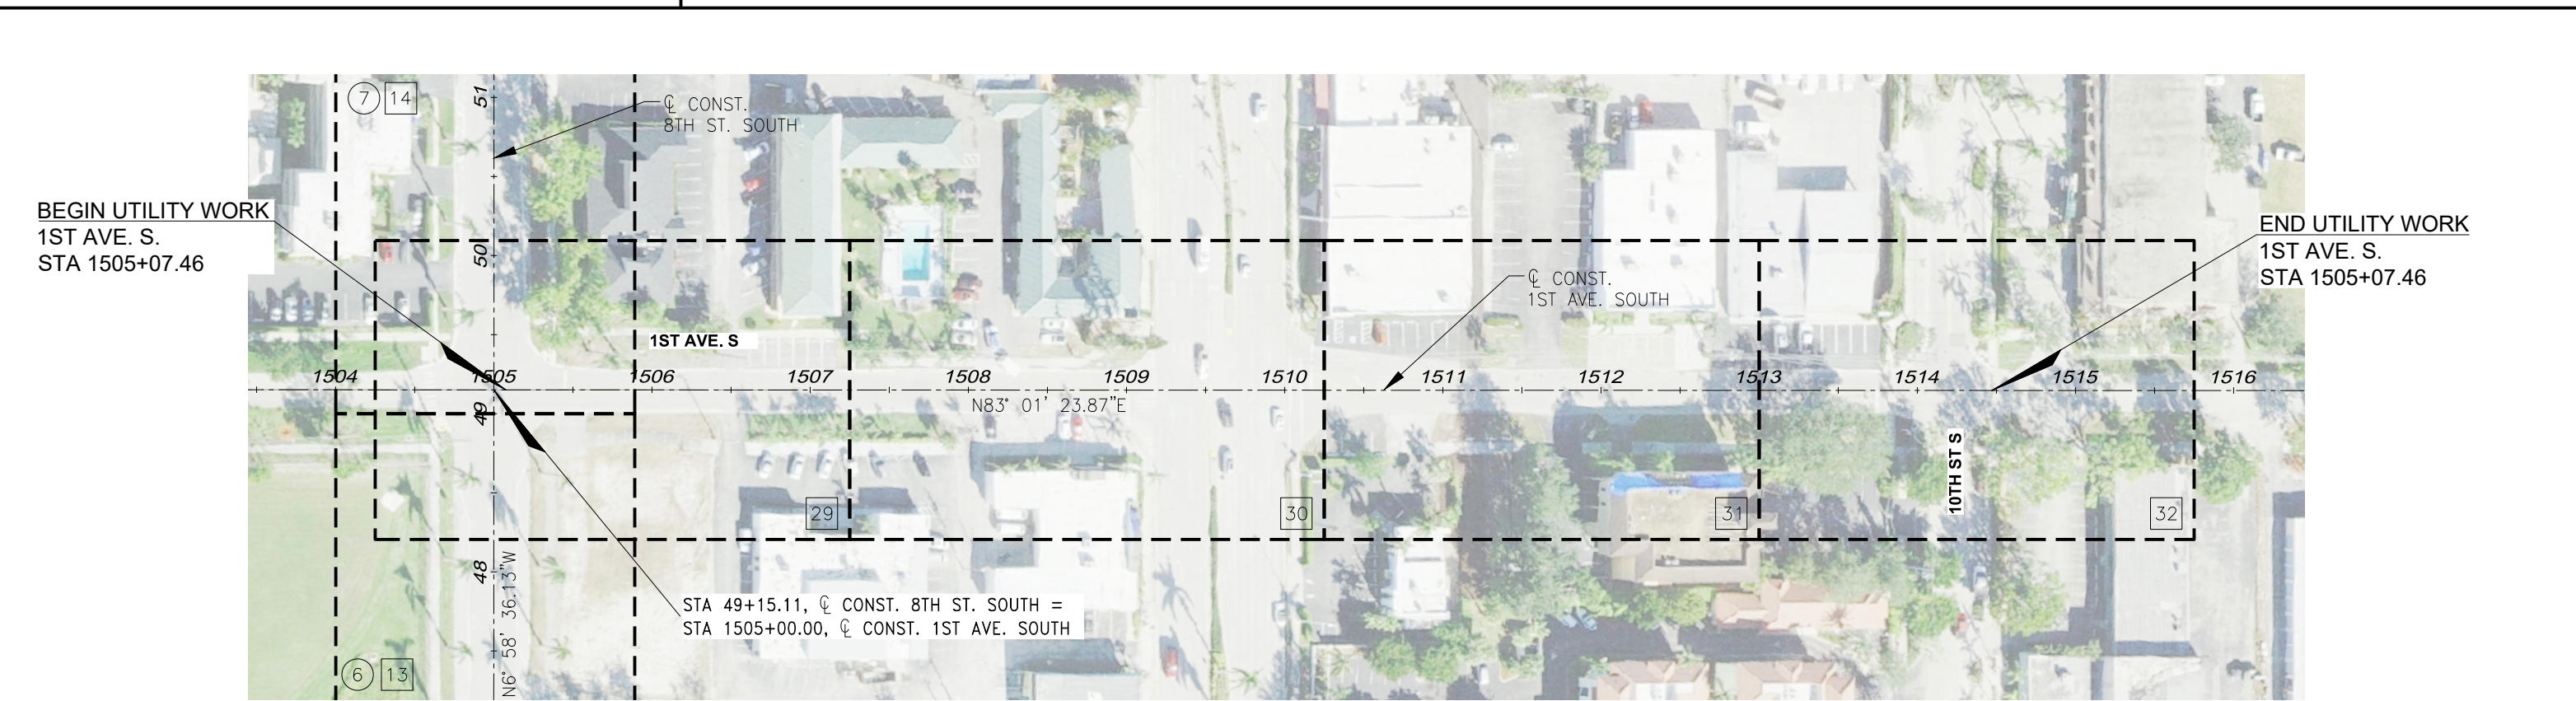 7 14
51
℄ CONST.
8TH ST. SOUTH
BEGIN UTILITY WORK
1ST AVE. S.
STA 1505+07.46
END UTILITY WORK
1ST AVE. S.
STA 1505+07.46
50
℄ CONST.
1ST AVE. SOUTH
1ST AVE. S
1504 1505 1506 1507 1508 1509 1510 1511 1512 1513 1514 1515 1516
N83° 01' 23.87"E
49
10TH ST S
29 30 31 32
48
N6° 58' 36.13"W
STA 49+15.11, ℄ CONST. 8TH ST. SOUTH =
STA 1505+00.00, ℄ CONST. 1ST AVE. SOUTH
6 13